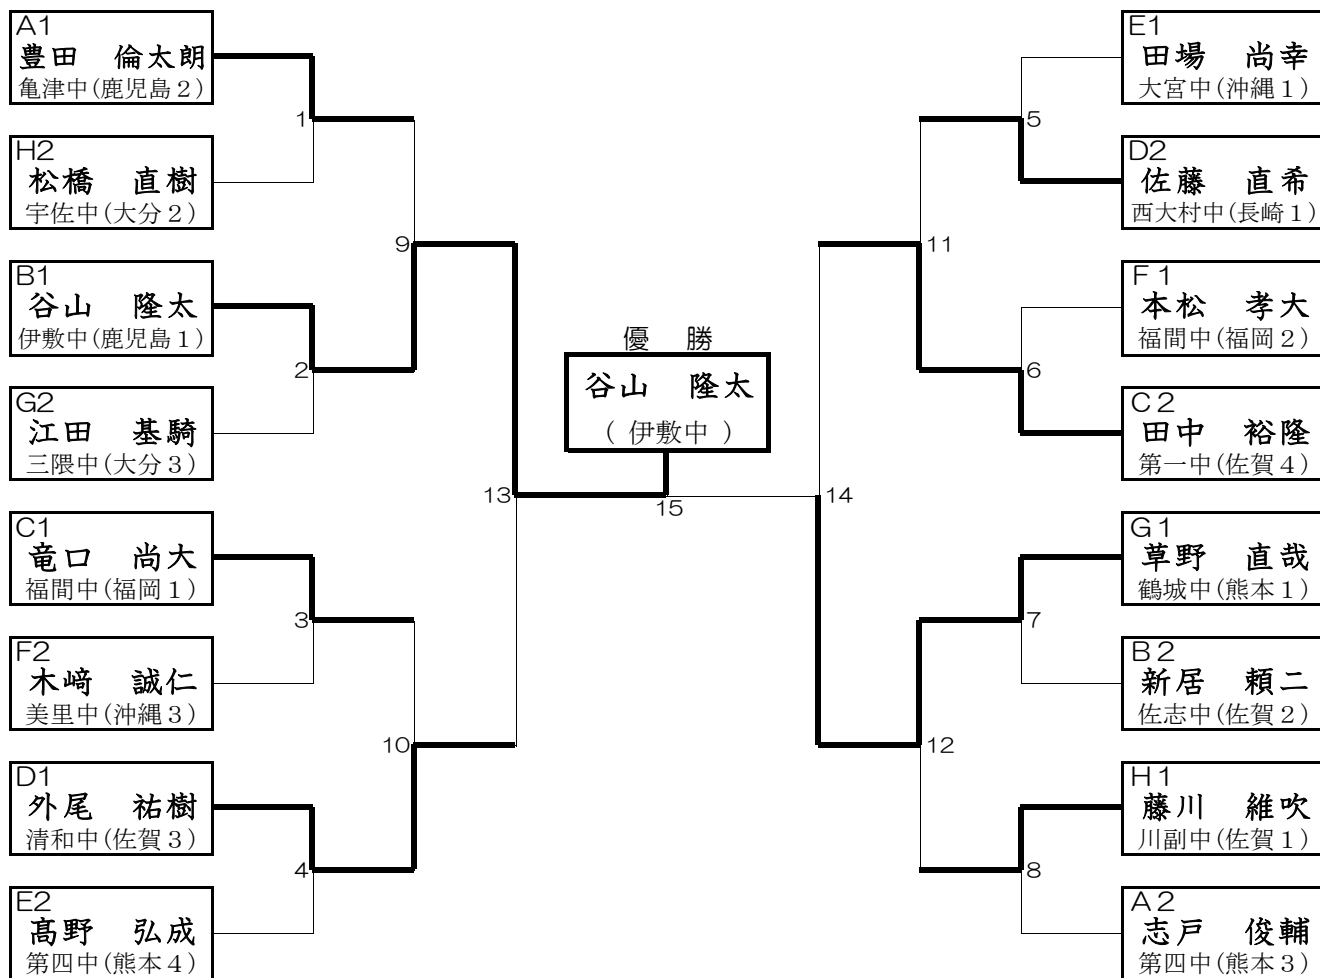 A1
豊田　倫太朗
亀津中(鹿児島２)
1
H2
松橋　直樹
宇佐中(大分２)
9
B1
谷山　隆太
伊敷中(鹿児島１)
2
G2
江田　基騎
三隈中(大分３)
13
C1
竜口　尚大
福間中(福岡１)
3
F2
木﨑　誠仁
美里中(沖縄３)
10
D1
外尾　祐樹
清和中(佐賀３)
4
E2
髙野　弘成
第四中(熊本４)
優　勝
谷山　隆太
( 伊敷中 )
15
E1
田場　尚幸
大宮中(沖縄１)
5
D2
佐藤　直希
西大村中(長崎１)
11
F1
本松　孝大
福間中(福岡２)
6
C2
田中　裕隆
第一中(佐賀４)
14
G1
草野　直哉
鶴城中(熊本１)
7
B2
新居　頼二
佐志中(佐賀２)
12
H1
藤川　維吹
川副中(佐賀１)
8
A2
志戸　俊輔
第四中(熊本３)